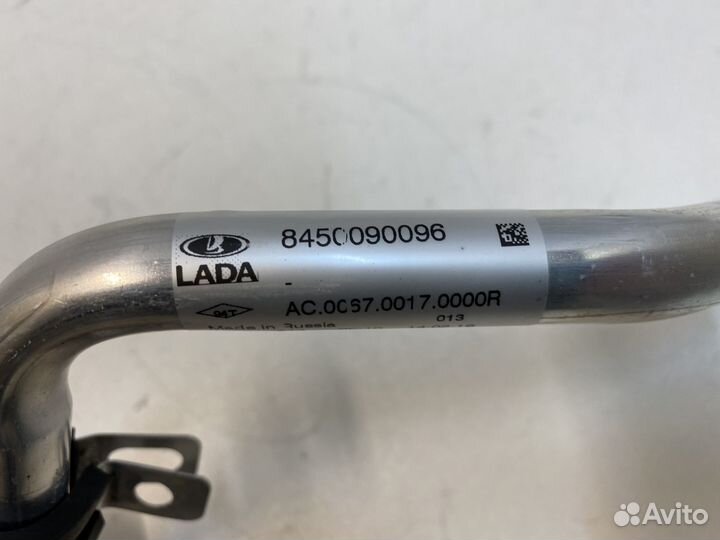 8450090096
LADA
-
AC.0067.0017.0000R
013
Made in Russia
Avito